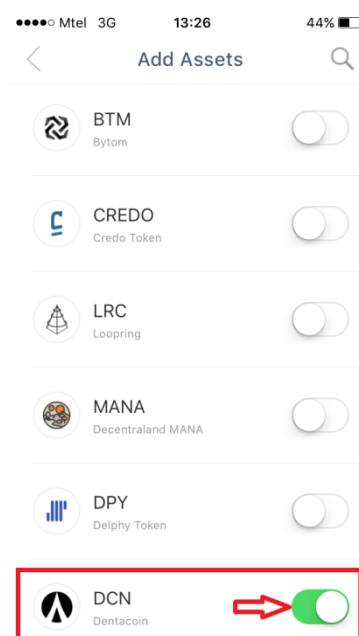 Mtel 3G 13:26 44%
Add Assets
BTM
Bytom
CREDO
Credo Token
LRC
Loopring
MANA
Decentraland MANA
DPY
Delphy Token
DCN
Dentacoin